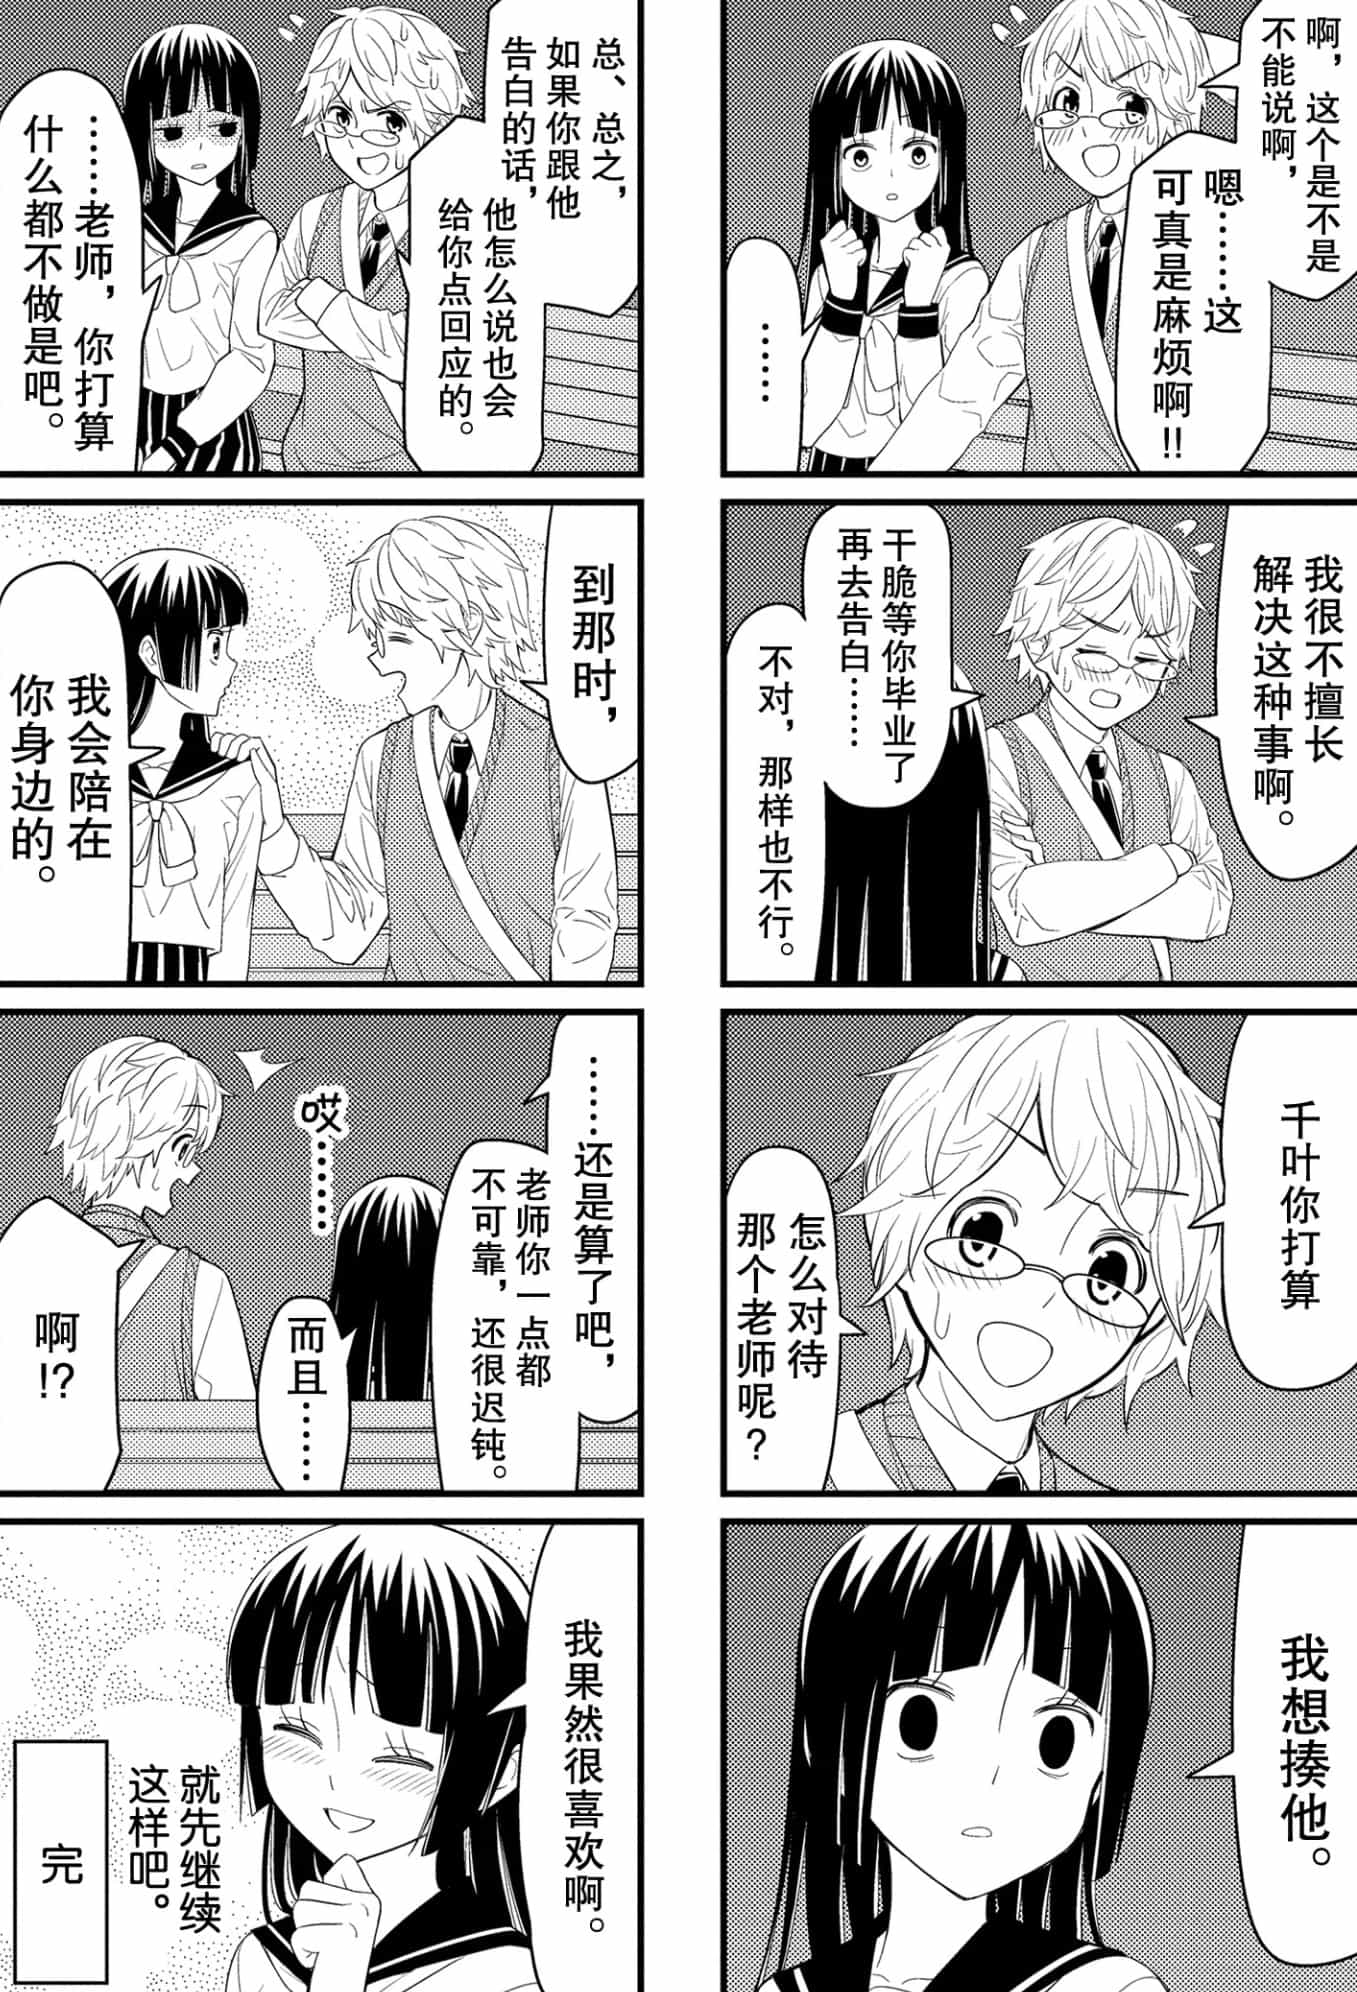 啊，这个是不是
不能说啊，
嗯……这
可真是麻烦啊!!
……
我很不擅长
解决这种事啊。
干脆等你毕业了
再去告白……
不对，那样也不行。
千叶你打算
怎么对待
那个老师呢？
我想揍他。
总、总之，
如果你跟他
告白的话，
他怎么说也会
给你点回应的。
……老师，你打算
什么都不做是吧。
到那时，
我会陪在
你身边的。
……还是算了吧，
老师你一点都
不可靠，还很迟钝。
哎……
而且……
啊!?
我果然很喜欢啊。
就先继续
这样吧。
完